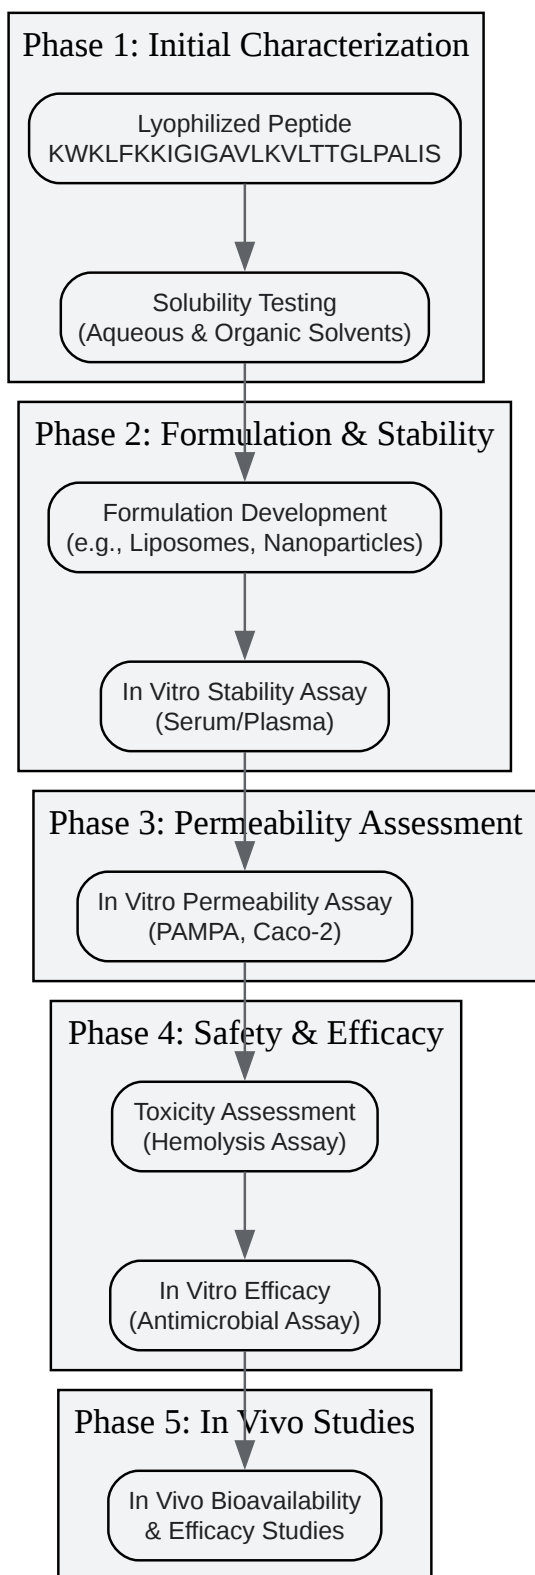 Phase 1: Initial Characterization
Lyophilized Peptide
KWKLFKKIGIGAVLKVLTTGLPALIS
Solubility Testing
(Aqueous & Organic Solvents)
Phase 2: Formulation & Stability
Formulation Development
(e.g., Liposomes, Nanoparticles)
In Vitro Stability Assay
(Serum/Plasma)
Phase 3: Permeability Assessment
In Vitro Permeability Assay
(PAMPA, Caco-2)
Phase 4: Safety & Efficacy
Toxicity Assessment
(Hemolysis Assay)
In Vitro Efficacy
(Antimicrobial Assay)
Phase 5: In Vivo Studies
In Vivo Bioavailability
& Efficacy Studies